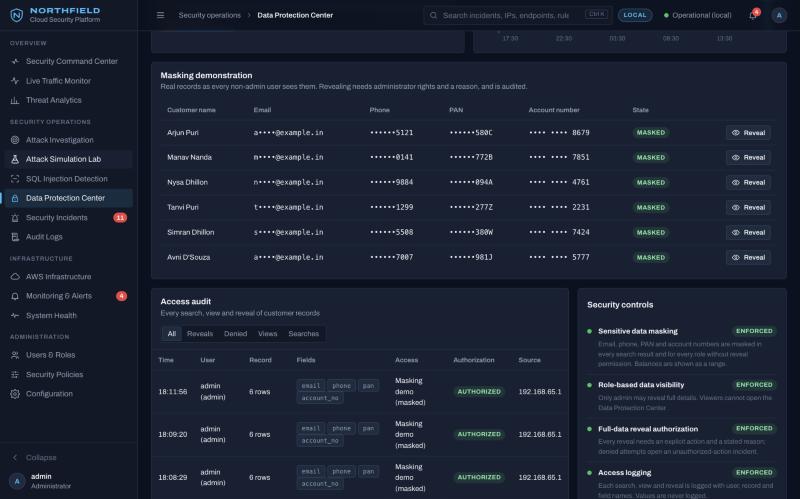 NORTHFIELD
Cloud Security Platform
Security operations > Data Protection Center
Search incidents, IPs, endpoints, rule
Ctrl K
LOCAL
Operational (local)
4
A
OVERVIEW
Security Command Center
Live Traffic Monitor
Threat Analytics
SECURITY OPERATIONS
Attack Investigation
Attack Simulation Lab
SQL Injection Detection
Data Protection Center
Security Incidents 11
Audit Logs
INFRASTRUCTURE
AWS Infrastructure
Monitoring & Alerts 4
System Health
ADMINISTRATION
Users & Roles
Security Policies
Configuration
Collapse
A
admin
Administrator
17:30 22:30 03:30 08:30 13:30
Masking demonstration
Real records as every non-admin user sees them. Revealing needs administrator rights and a reason, and is audited.
Customer name Email Phone PAN Account number State
Arjun Puri a••••@example.in ••••••5121 ••••••580C •••• •••• 8679 MASKED Reveal
Manav Nanda m••••@example.in ••••••0141 ••••••772B •••• •••• 7851 MASKED Reveal
Nysa Dhillon n••••@example.in ••••••9884 ••••••094A •••• •••• 4761 MASKED Reveal
Tanvi Puri t••••@example.in ••••••1299 ••••••277Z •••• •••• 2231 MASKED Reveal
Simran Dhillon s••••@example.in ••••••5508 ••••••380W •••• •••• 7424 MASKED Reveal
Avni D'Souza a••••@example.in ••••••7007 ••••••981J •••• •••• 5777 MASKED Reveal
Access audit
Every search, view and reveal of customer records
All Reveals Denied Views Searches
Time User Record Fields Access Authorization Source
18:11:56 admin (admin) 6 rows email phone pan account_no Masking demo (masked) AUTHORIZED 192.168.65.1
18:09:20 admin (admin) 6 rows email phone pan account_no Masking demo (masked) AUTHORIZED 192.168.65.1
18:08:29 admin (admin) 6 rows email phone pan account_no Masking demo (masked) AUTHORIZED 192.168.65.1
Security controls
Sensitive data masking ENFORCED
Email, phone, PAN and account numbers are masked in
every search result and for every role without reveal
permission. Balances are shown as a range.
Role-based data visibility ENFORCED
Only admin may reveal full details. Viewers cannot open the
Data Protection Center.
Full-data reveal authorization ENFORCED
Every reveal needs an explicit action and a stated reason;
denied attempts open an unauthorized-action incident.
Access logging ENFORCED
Each search, view and reveal is logged with user, record and
field names. Values are never logged.